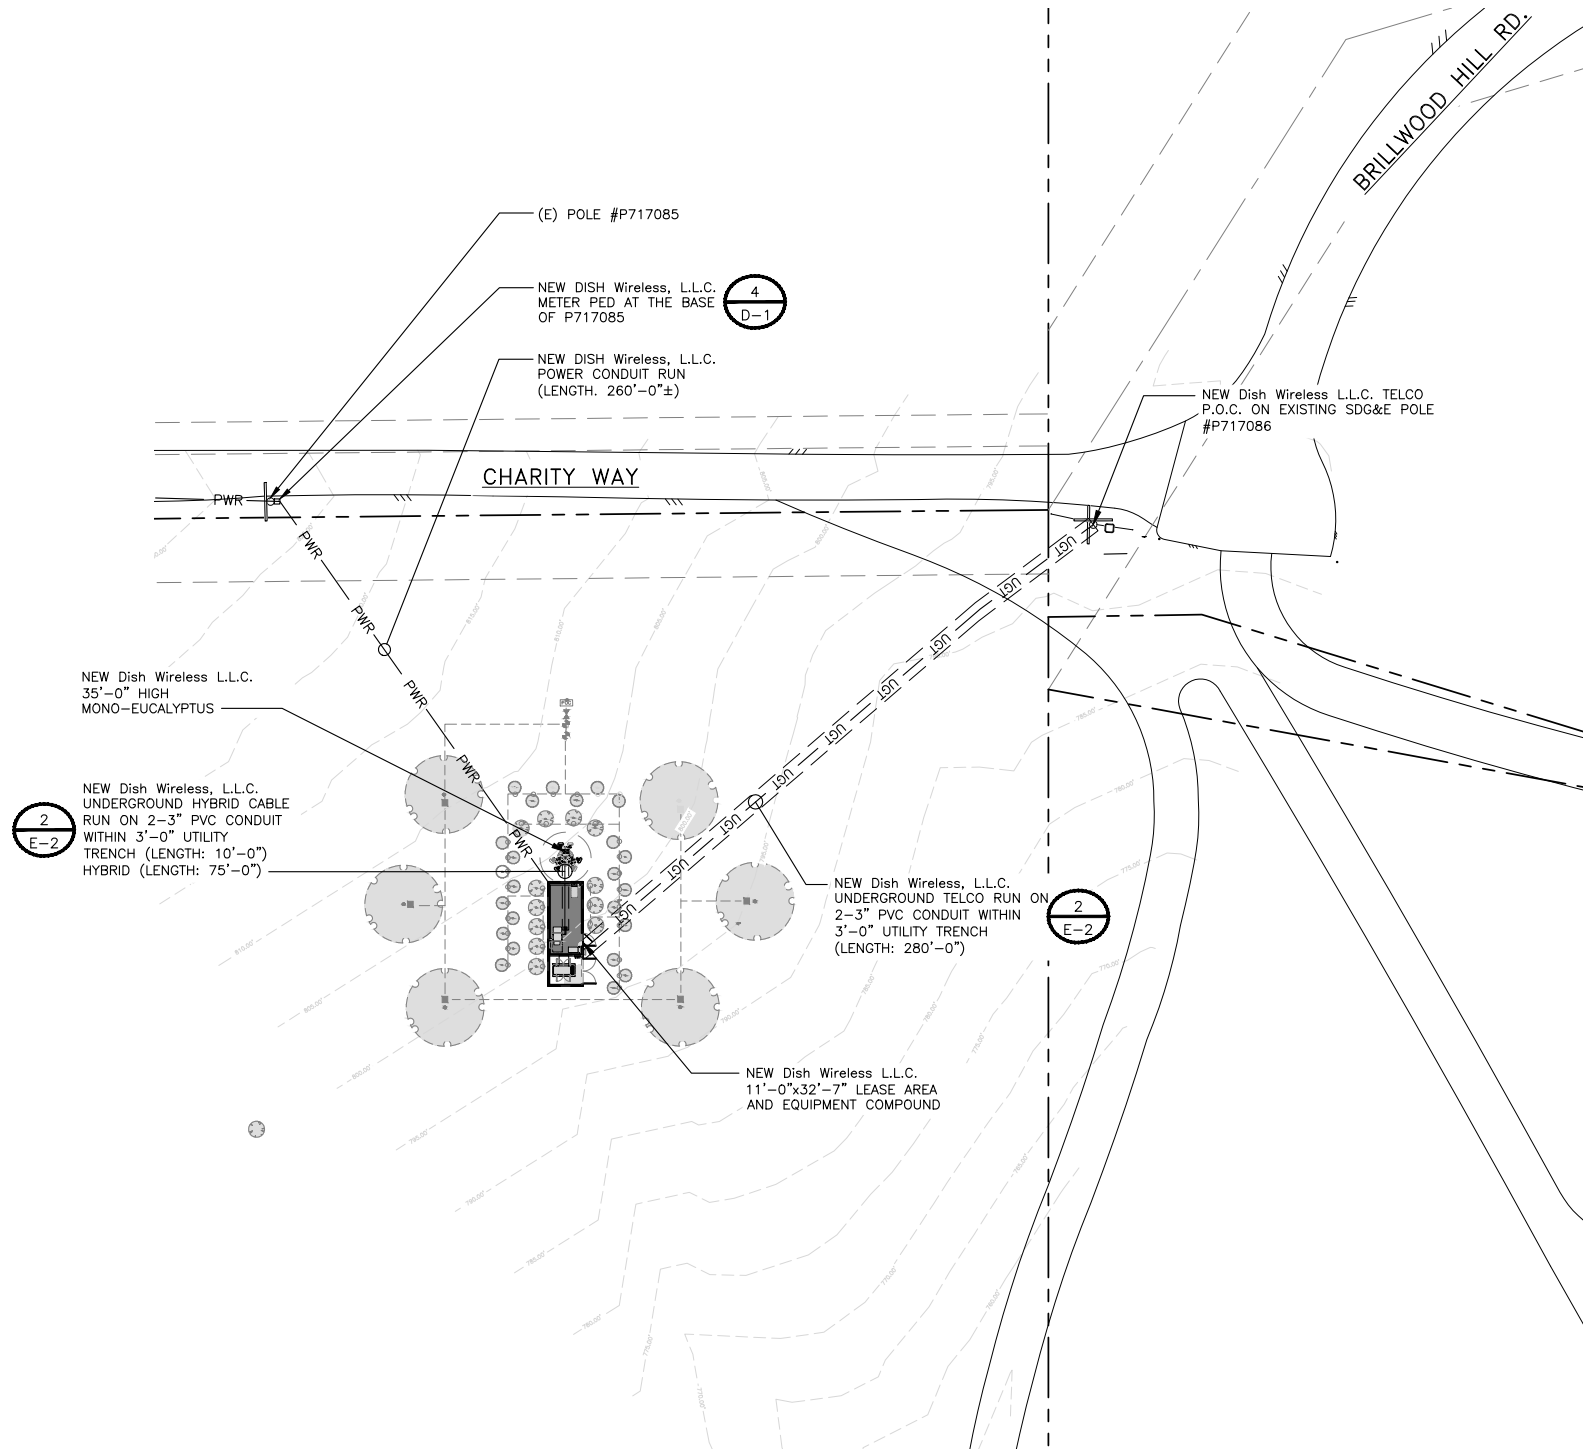 BRILLWOOD HILL RD.
(E) POLE #P717085
NEW DISH Wireless, L.L.C.
METER PED AT THE BASE
OF P717085
4
D-1
NEW DISH Wireless, L.L.C.
POWER CONDUIT RUN
(LENGTH. 260'-0"±)
NEW Dish Wireless L.L.C. TELCO
P.O.C. ON EXISTING SDG&E POLE
#P717086
CHARITY WAY
PWR
PWR
PWR
PWR
PWR
PWR
UGT
UGT
UGT
UGT
UGT
UGT
UGT
UGT
NEW Dish Wireless L.L.C.
35'-0" HIGH
MONO-EUCALYPTUS
NEW Dish Wireless, L.L.C.
UNDERGROUND HYBRID CABLE
RUN ON 2-3" PVC CONDUIT
WITHIN 3'-0" UTILITY
TRENCH (LENGTH: 10'-0")
HYBRID (LENGTH: 75'-0")
2
E-2
NEW Dish Wireless, L.L.C.
UNDERGROUND TELCO RUN ON
2-3" PVC CONDUIT WITHIN
3'-0" UTILITY TRENCH
(LENGTH: 280'-0")
2
E-2
NEW Dish Wireless L.L.C.
11'-0"x32'-7" LEASE AREA
AND EQUIPMENT COMPOUND